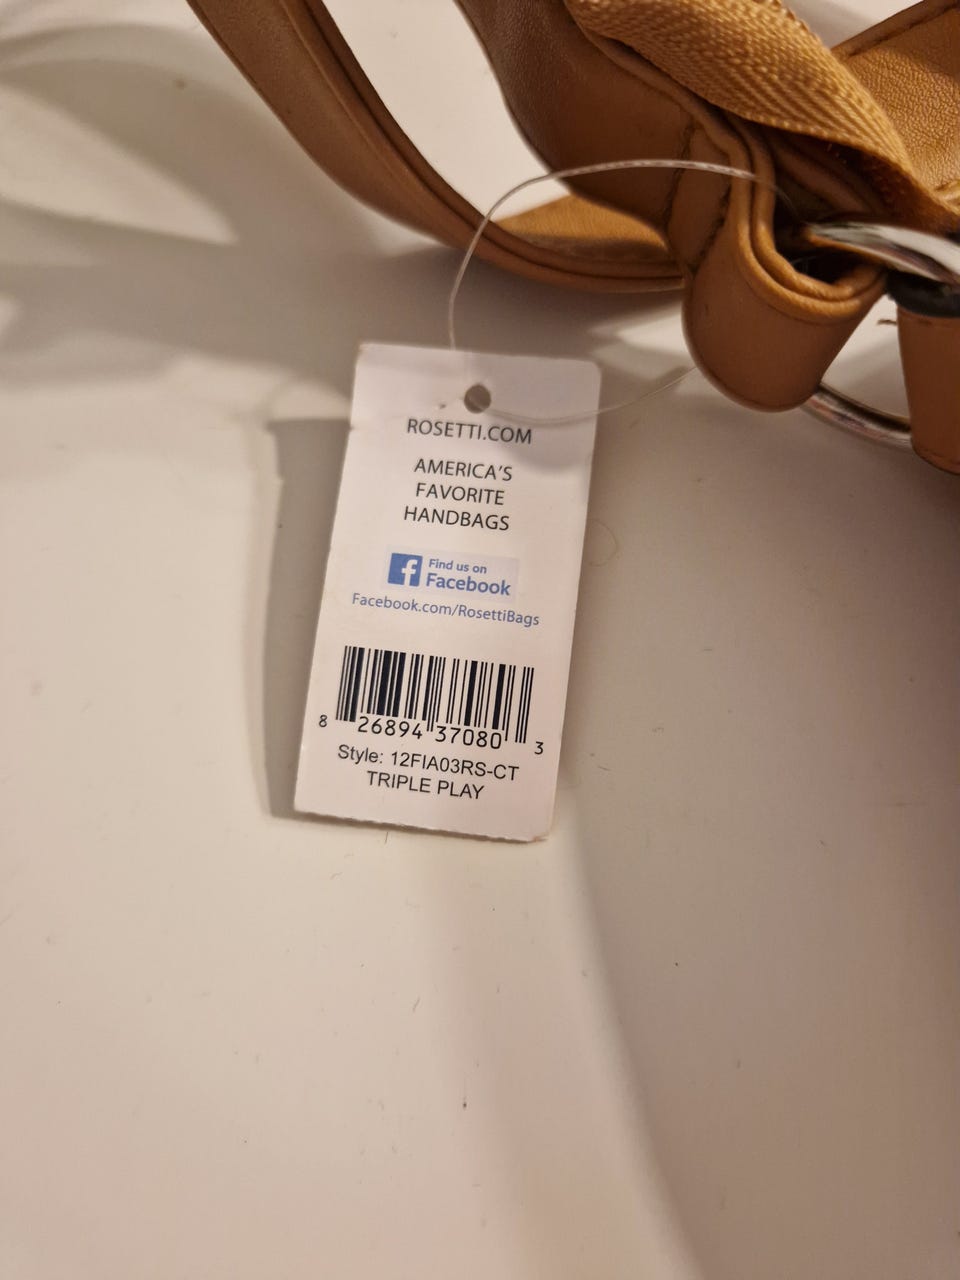 ROSETTI.COM
AMERICA'S
FAVORITE
HANDBAGS
f Find us on
Facebook
Facebook.com/RosettiBags
8 26894 37080 3
Style: 12FIA03RS-CT
TRIPLE PLAY